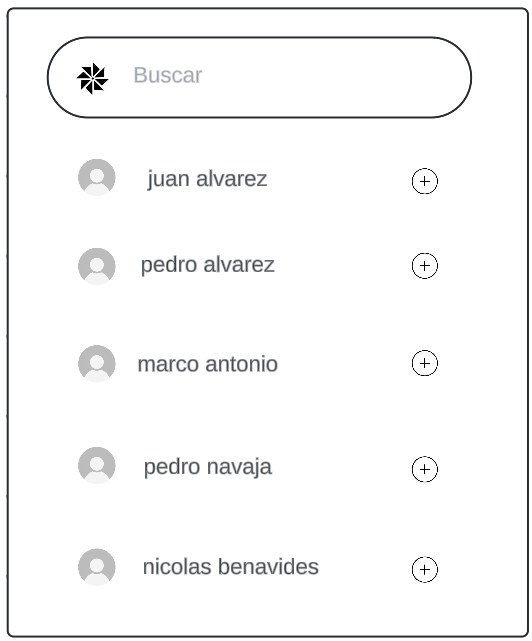 Buscar
juan alvarez
pedro alvarez
marco antonio
pedro navaja
nicolas benavides